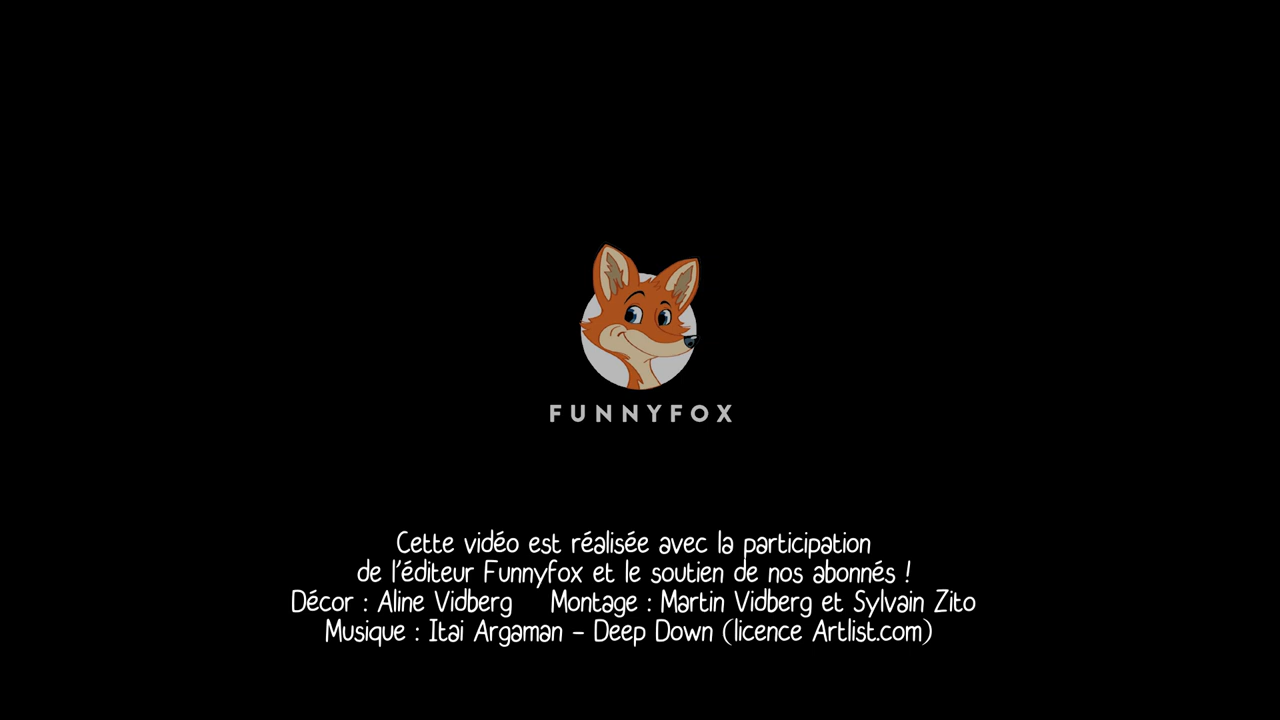 FUNNYFOX
Cette vidéo est réalisée avec la participation
de l'éditeur Funnyfox et le soutien de nos abonnés !
Décor : Aline Vidberg Montage : Martin Vidberg et Sylvain Zito
Musique : Itai Argaman - Deep Down (licence Artlist.com)